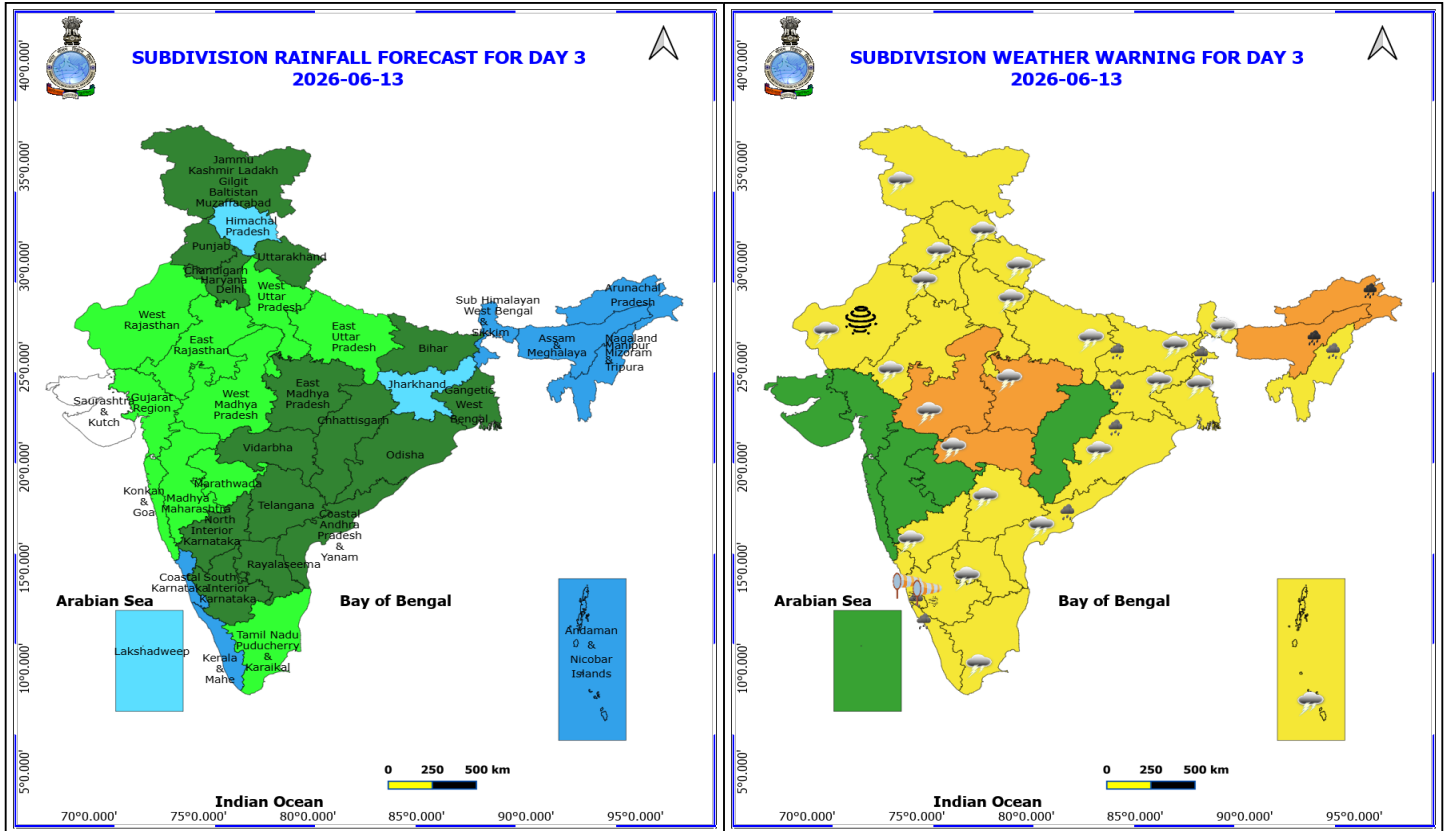 SUBDIVISION RAINFALL FORECAST FOR DAY 3
2026-06-13
40°0.000'
35°0.000'
30°0.000'
25°0.000'
20°0.000'
15°0.000'
10°0.000'
5°0.000'
Jammu
Kashmir Ladakh
Gilgit
Baltistan
Muzaffarabad
Himachal
Pradesh
Punjab
Uttarakhand
Chandigarh
Haryana
Delhi
West
Uttar
Pradesh
West
Rajasthan
East
Rajasthan
East
Uttar
Pradesh
Bihar
Sub Himalayan
West Bengal
&
Sikkim
Arunachal
Pradesh
Assam
&
Meghalaya
Nagaland
Manipur
Mizoram
&
Tripura
Jharkhand
Gangetic
West
Bengal
Saurashtra
&
Kutch
Gujarat
Region
West
Madhya
Pradesh
East
Madhya
Pradesh
Chhattisgarh
Vidarbha
Odisha
Konkan
&
Goa
Madhya
Maharashtra
Marathwada
Telangana
North
Interior
Karnataka
Coastal
Andhra
Pradesh
&
Yanam
Rayalaseema
Coastal
Karnataka
South
Interior
Karnataka
Arabian Sea
Bay of Bengal
Lakshadweep
Kerala
&
Mahe
Tamil Nadu
Puducherry
&
Karaikal
Andaman
&
Nicobar
Islands
0 250 500 km
Indian Ocean
70°0.000' 75°0.000' 80°0.000' 85°0.000' 90°0.000' 95°0.000'
SUBDIVISION WEATHER WARNING FOR DAY 3
2026-06-13
40°0.000'
35°0.000'
30°0.000'
25°0.000'
20°0.000'
15°0.000'
10°0.000'
5°0.000'
Arabian Sea
Bay of Bengal
0 250 500 km
Indian Ocean
70°0.000' 75°0.000' 80°0.000' 85°0.000' 90°0.000' 95°0.000'